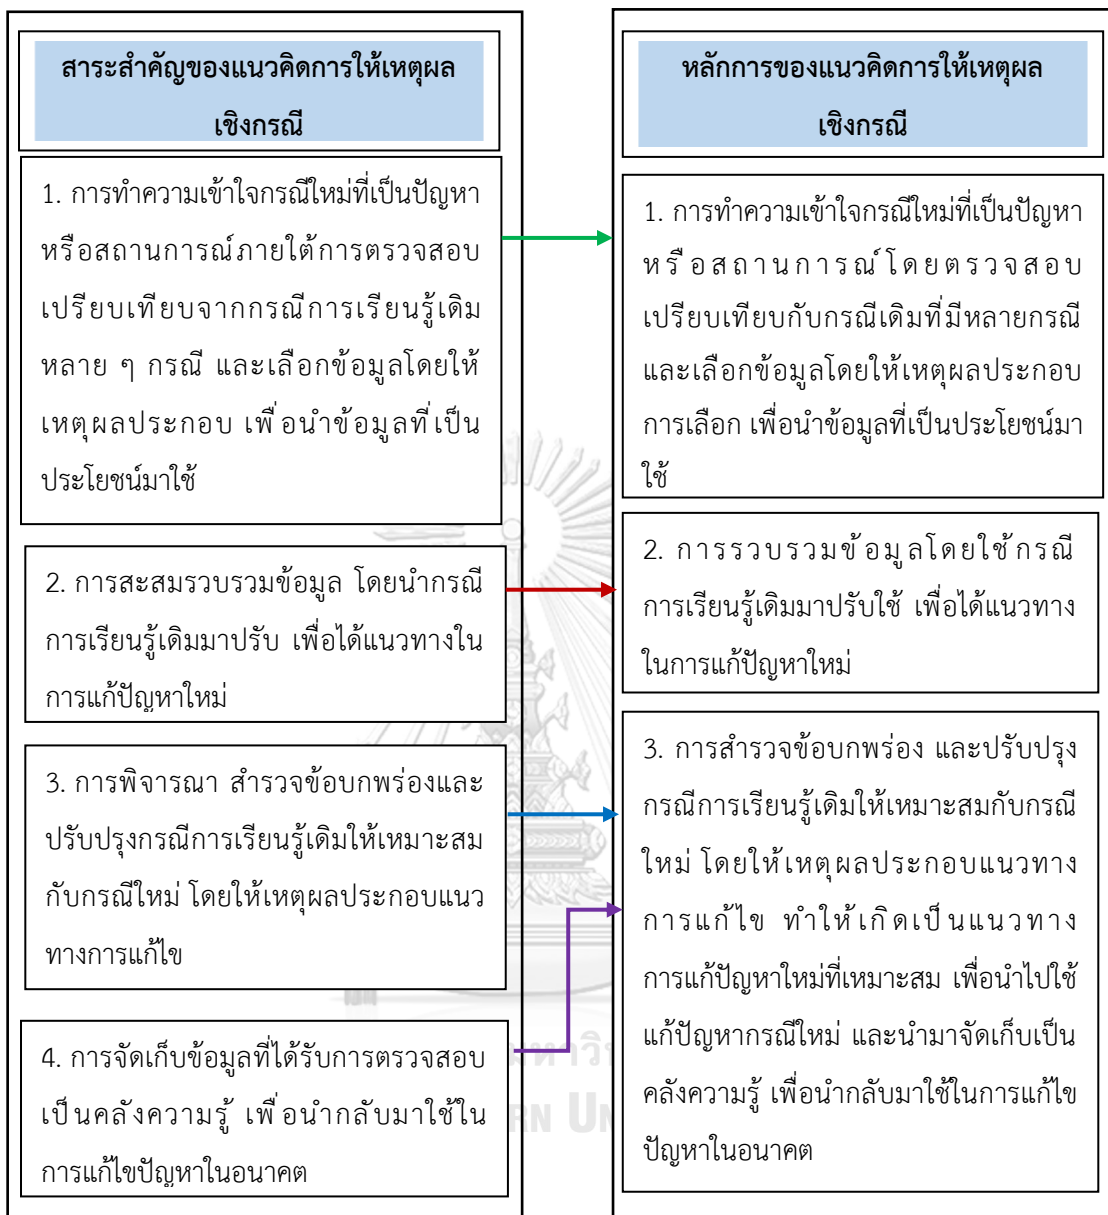 สาระสำคัญของแนวคิดการให้เหตุผล
เชิงกรณี
1. การทำความเข้าใจกรณีใหม่ที่เป็นปัญหา
หรือสถานการณ์ภายใต้การตรวจสอบ
เปรียบเทียบจากกรณีการเรียนรู้เดิม
หลาย ๆ กรณี และเลือกข้อมูลโดยให้
เหตุผลประกอบ เพื่อนำข้อมูลที่เป็น
ประโยชน์มาใช้
2. การสะสมรวบรวมข้อมูล โดยนำกรณี
การเรียนรู้เดิมมาปรับ เพื่อได้แนวทางใน
การแก้ปัญหาใหม่
3. การพิจารณา สำรวจข้อบกพร่องและ
ปรับปรุงกรณีการเรียนรู้เดิมให้เหมาะสม
กับกรณีใหม่ โดยให้เหตุผลประกอบแนว
ทางการแก้ไข
4. การจัดเก็บข้อมูลที่ได้รับการตรวจสอบ
เป็นคลังความรู้ เพื่อนำกลับมาใช้ใน
การแก้ไขปัญหาในอนาคต
หลักการของแนวคิดการให้เหตุผล
เชิงกรณี
1. การทำความเข้าใจกรณีใหม่ที่เป็นปัญหา
หรือสถานการณ์โดยตรวจสอบ
เปรียบเทียบกับกรณีเดิมที่มีหลายกรณี
และเลือกข้อมูลโดยให้เหตุผลประกอบ
การเลือก เพื่อนำข้อมูลที่เป็นประโยชน์มา
ใช้
2. การรวบรวมข้อมูลโดยใช้กรณี
การเรียนรู้เดิมมาปรับใช้ เพื่อได้แนวทาง
ในการแก้ปัญหาใหม่
3. การสำรวจข้อบกพร่อง และปรับปรุง
กรณีการเรียนรู้เดิมให้เหมาะสมกับกรณี
ใหม่ โดยให้เหตุผลประกอบแนวทาง
การแก้ไข ทำให้เกิดเป็นแนวทาง
การแก้ปัญหาใหม่ที่เหมาะสม เพื่อนำไปใช้
แก้ปัญหากรณีใหม่ และนำมาจัดเก็บเป็น
คลังความรู้ เพื่อนำกลับมาใช้ในการแก้ไข
ปัญหาในอนาคต